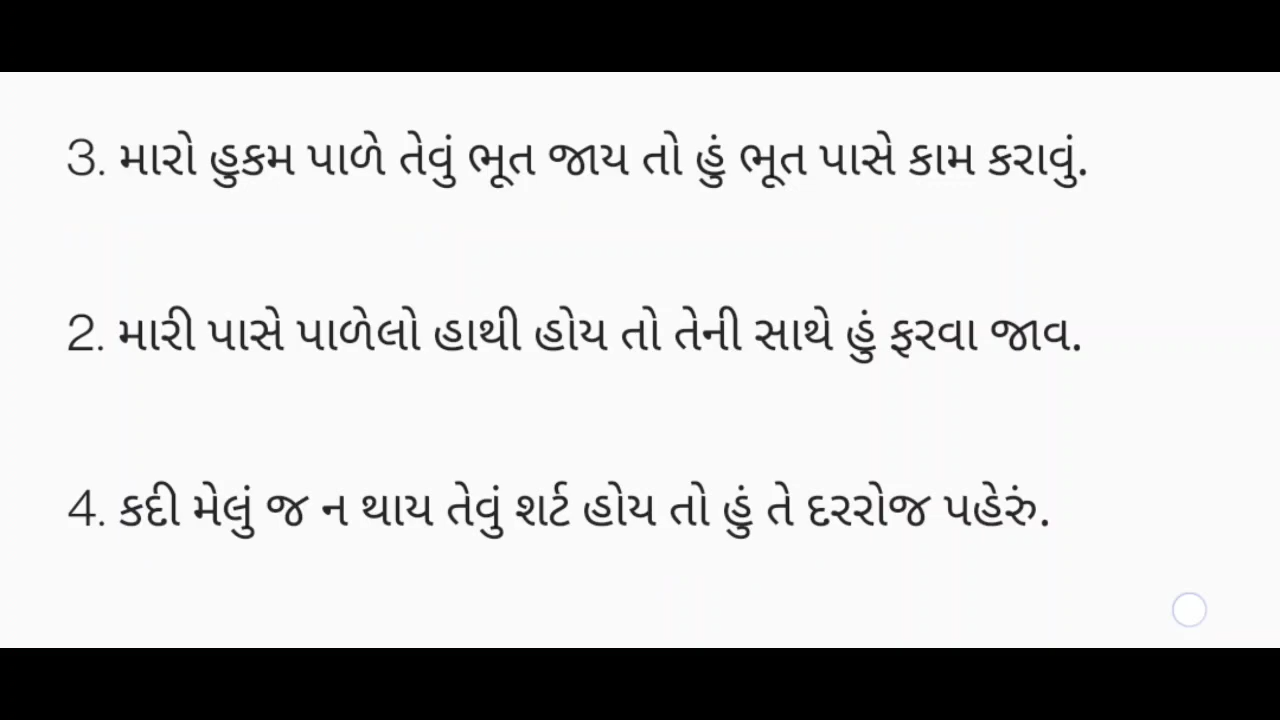 3. મારો હુકમ પાળે તેવું ભૂત જાય તો હું ભૂત પાસે કામ કરાવું.
2. મારી પાસે પાળેલો હાથી હોય તો તેની સાથે હું ફરવા જાવ.
4. કદી મેલું જ ન થાય તેવું શર્ટ હોય તો હું તે દરરોજ પહેરું.